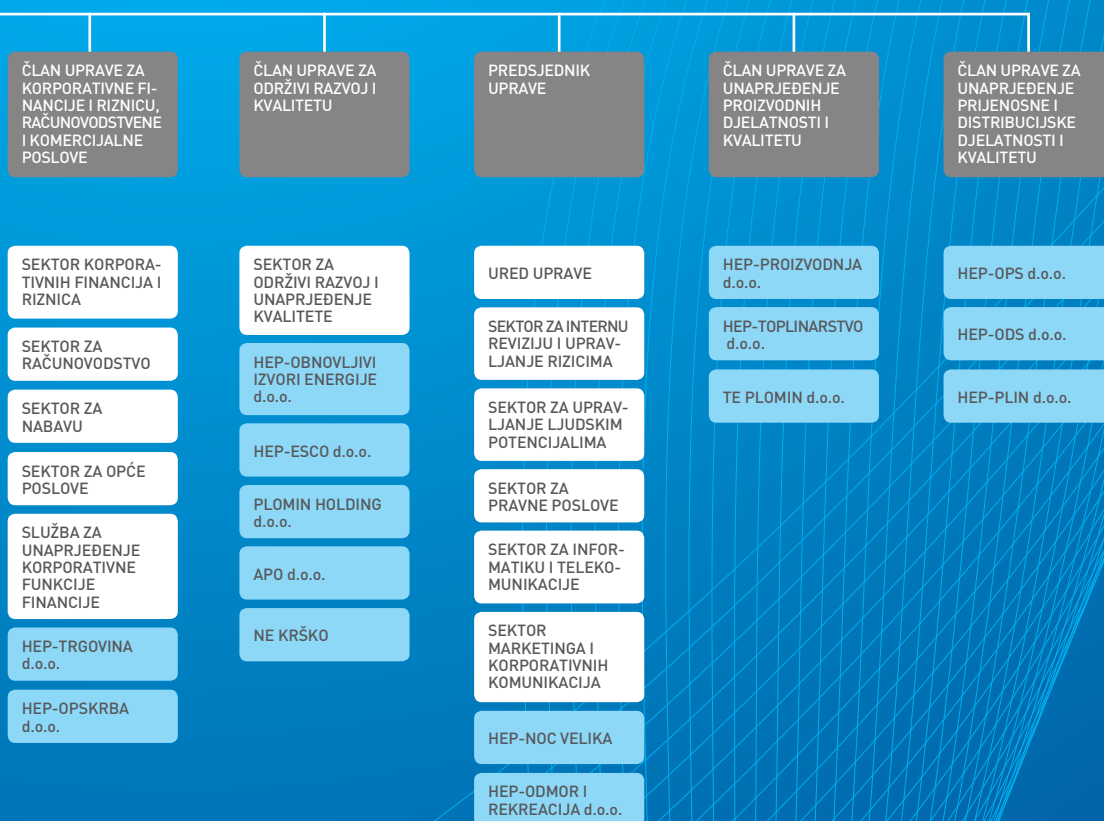 ČLAN UPRAVE ZA
KORPORATIVNE FI-
NANCIJE I RIZNICU,
RAČUNOVODSTVENE
I KOMERCIJALNE
POSLOVE
SEKTOR KORPORA-
TIVNIH FINANCIJA I
RIZNICA
SEKTOR ZA
RAČUNOVODSTVO
SEKTOR ZA
NABAVU
SEKTOR ZA OPĆE
POSLOVE
SLUŽBA ZA
UNAPRJEĐENJE
KORPORATIVNE
FUNKCIJE
FINANCIJE
HEP-TRGOVINA
d.o.o.
HEP-OPSKRBA
d.o.o.
ČLAN UPRAVE ZA
ODRŽIVI RAZVOJ I
KVALITETU
SEKTOR ZA
ODRŽIVI RAZVOJ I
UNAPRJEĐENJE
KVALITETE
HEP-OBNOVLJIVI
IZVORI ENERGIJE
d.o.o.
HEP-ESCO d.o.o.
PLOMIN HOLDING
d.o.o.
APO d.o.o.
NE KRŠKO
PREDSJEDNIK
UPRAVE
URED UPRAVE
SEKTOR ZA INTERNU
REVIZIJU I UPRAV-
LJANJE RIZICIMA
SEKTOR ZA UPRAV-
LJANJE LJUDSKIM
POTENCIJALIMA
SEKTOR ZA
PRAVNE POSLOVE
SEKTOR ZA INFOR-
MATIKU I TELEKO-
MUNIKACIJE
SEKTOR
MARKETINGA I
KORPORATIVNIH
KOMUNIKACIJA
HEP-NOC VELIKA
HEP-ODMOR I
REKREACIJA d.o.o.
ČLAN UPRAVE ZA
UNAPRJEĐENJE
PROIZVODNIH
DJELATNOSTI I
KVALITETU
HEP-PROIZVODNJA
d.o.o.
HEP-TOPLINARSTVO
d.o.o.
TE PLOMIN d.o.o.
ČLAN UPRAVE ZA
UNAPRJEĐENJE
PRIJENOSNE I
DISTRIBUCIJSKE
DJELATNOSTI I
KVALITETU
HEP-OPS d.o.o.
HEP-ODS d.o.o.
HEP-PLIN d.o.o.